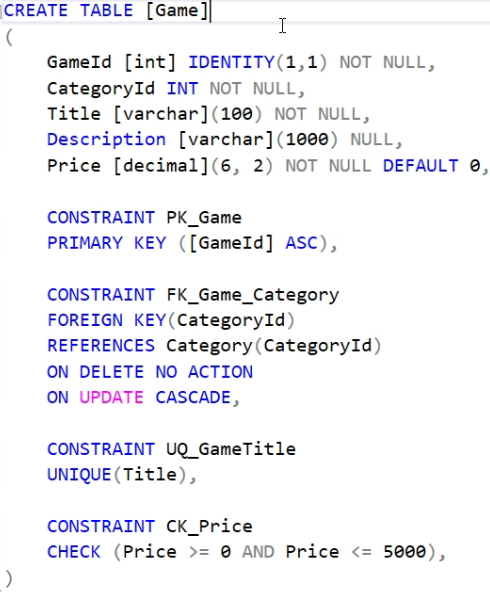 CREATE TABLE [Game]
(
GameId [int] IDENTITY(1,1) NOT NULL,
CategoryId INT NOT NULL,
Title [varchar](100) NOT NULL,
Description [varchar](1000) NULL,
Price [decimal](6, 2) NOT NULL DEFAULT 0,
CONSTRAINT PK_Game
PRIMARY KEY ([GameId] ASC),
CONSTRAINT FK_Game_Category
FOREIGN KEY(CategoryId)
REFERENCES Category(CategoryId)
ON DELETE NO ACTION
ON UPDATE CASCADE,
CONSTRAINT UQ_GameTitle
UNIQUE(Title),
CONSTRAINT CK_Price
CHECK (Price >= 0 AND Price <= 5000),
)